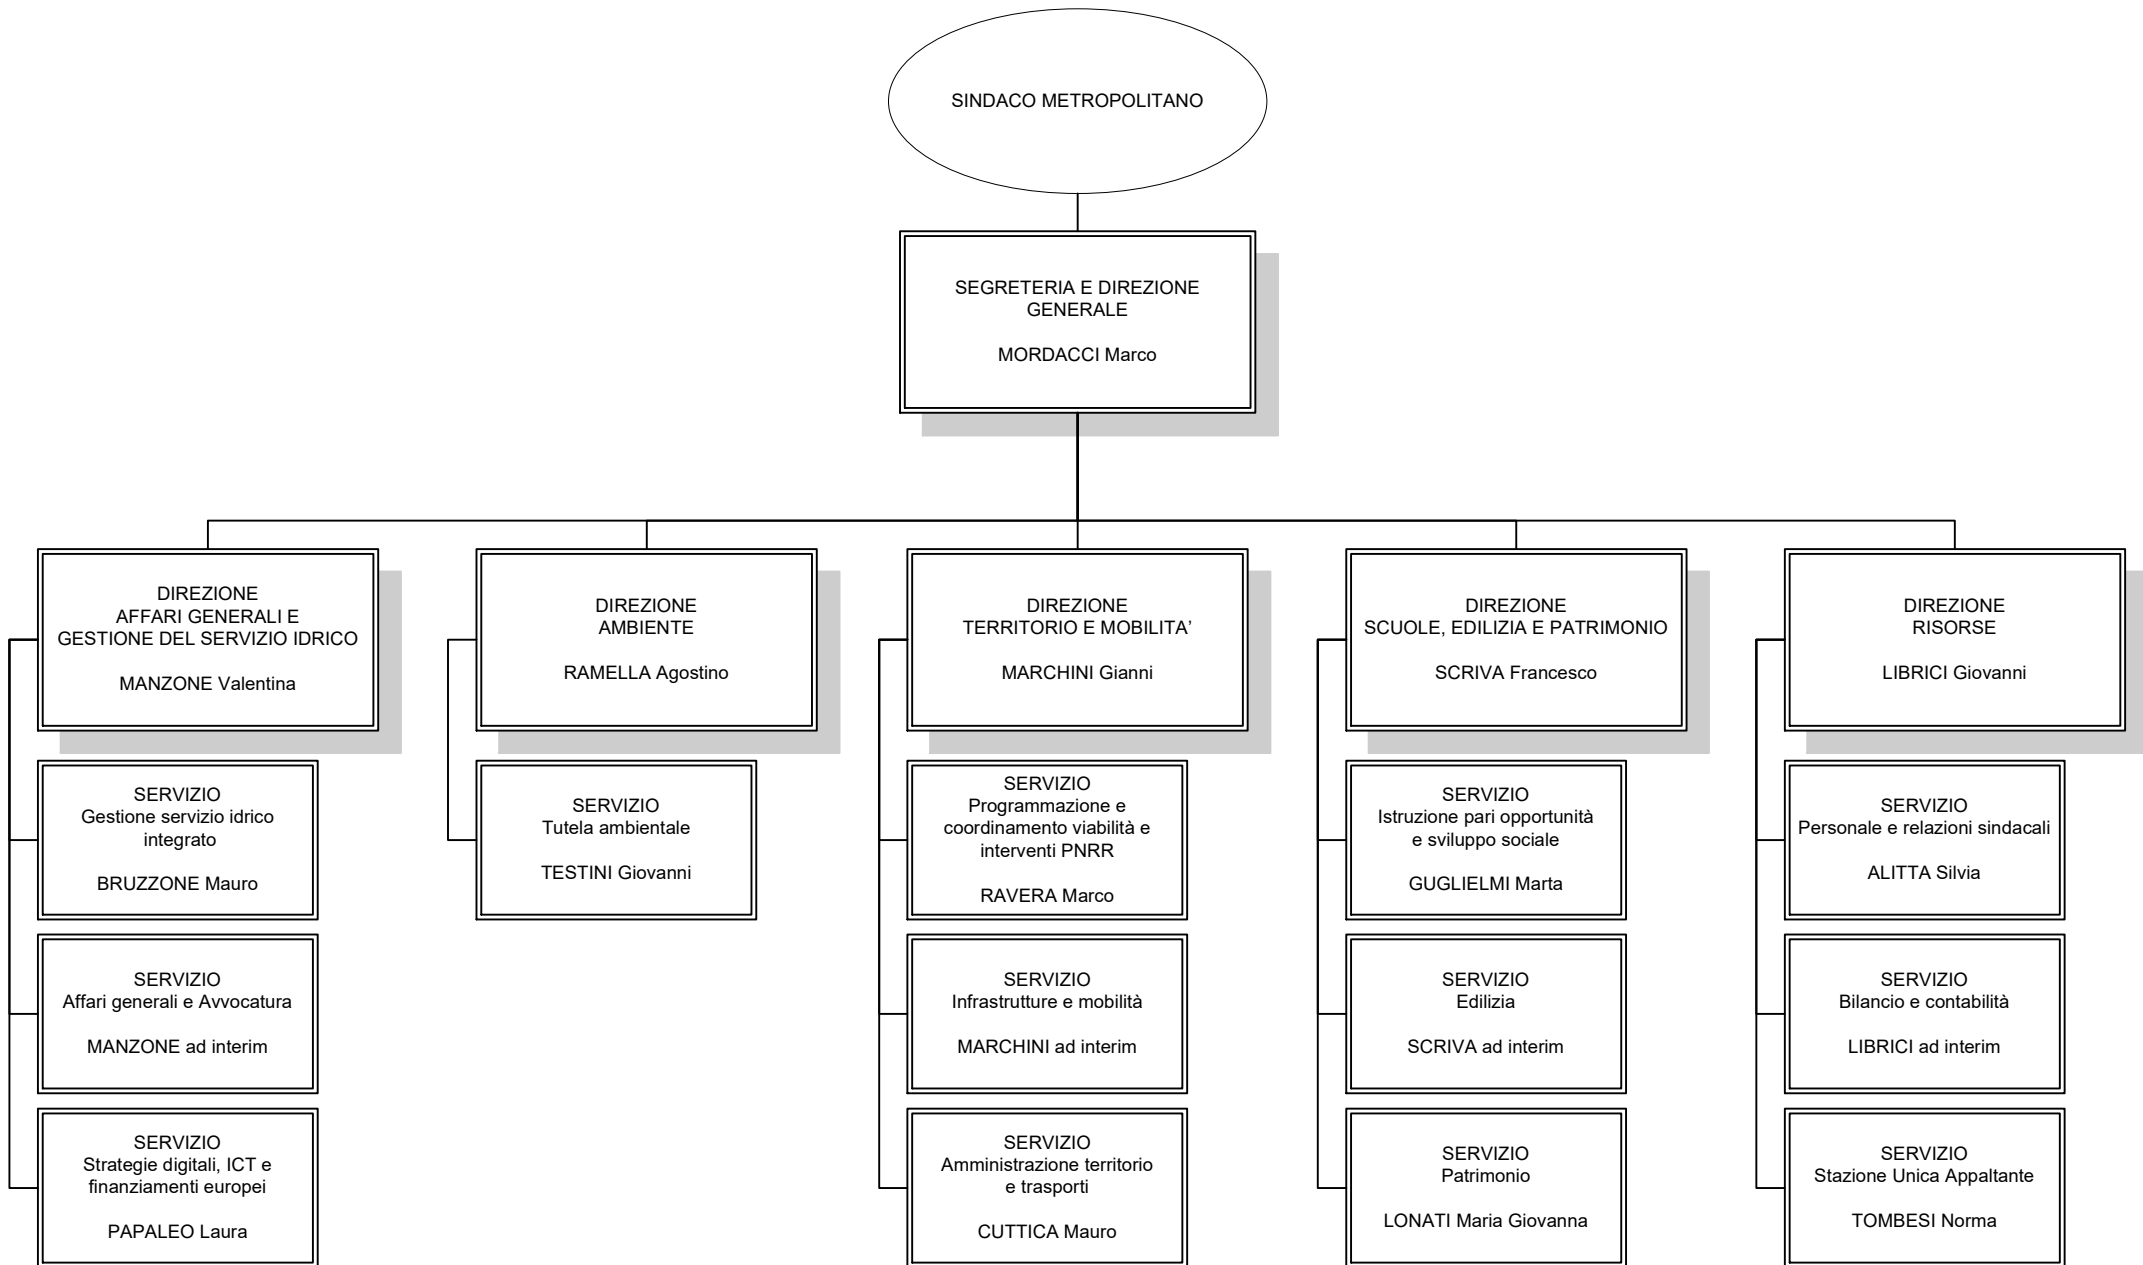 SINDACO METROPOLITANO
SEGRETERIA E DIREZIONE
GENERALE
MORDACCI Marco
DIREZIONE
AFFARI GENERALI E
GESTIONE DEL SERVIZIO IDRICO
MANZONE Valentina
DIREZIONE
AMBIENTE
RAMELLA Agostino
DIREZIONE
TERRITORIO E MOBILITA’
MARCHINI Gianni
DIREZIONE
SCUOLE, EDILIZIA E PATRIMONIO
SCRIVA Francesco
DIREZIONE
RISORSE
LIBRICI Giovanni
SERVIZIO
Gestione servizio idrico
integrato
BRUZZONE Mauro
SERVIZIO
Tutela ambientale
TESTINI Giovanni
SERVIZIO
Programmazione e
coordinamento viabilità e
interventi PNRR
RAVERA Marco
SERVIZIO
Istruzione pari opportunità
e sviluppo sociale
GUGLIELMI Marta
SERVIZIO
Personale e relazioni sindacali
ALITTA Silvia
SERVIZIO
Affari generali e Avvocatura
MANZONE ad interim
SERVIZIO
Infrastrutture e mobilità
MARCHINI ad interim
SERVIZIO
Edilizia
SCRIVA ad interim
SERVIZIO
Bilancio e contabilità
LIBRICI ad interim
SERVIZIO
Strategie digitali, ICT e
finanziamenti europei
PAPALEO Laura
SERVIZIO
Amministrazione territorio
e trasporti
CUTTICA Mauro
SERVIZIO
Patrimonio
LONATI Maria Giovanna
SERVIZIO
Stazione Unica Appaltante
TOMBESI Norma